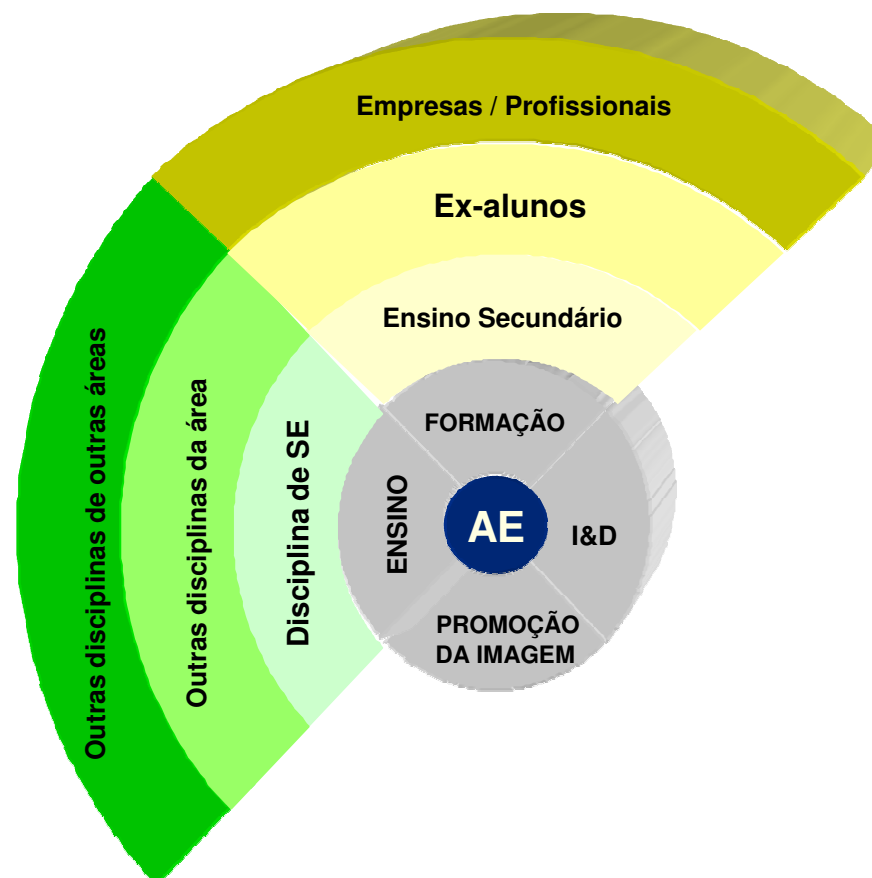 Empresas / Profissionais
Ex-alunos
Ensino Secundário
FORMAÇÃO
Outras disciplinas de outras áreas
Outras disciplinas da área
Disciplina de SE
ENSINO
AE
I&D
PROMOÇÃO
DA IMAGEM